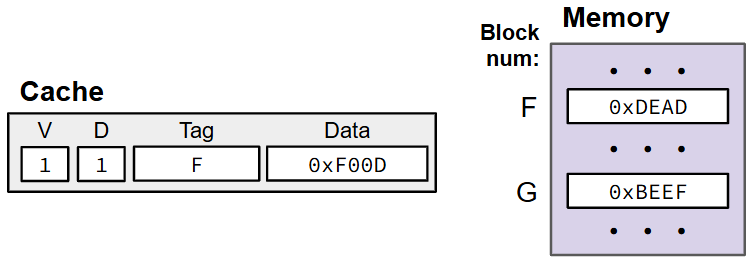 Cache
V D Tag Data
1 1 F 0xF00D
Memory
Block
num:
• • •
F 0xDEAD
• • •
G 0xBEEF
• • •